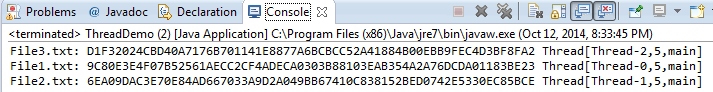 Problems @ Javadoc Declaration Console
<terminated> ThreadDemo (2) [Java Application] C:\Program Files (x86)\Java\jre7\bin\javaw.exe (Oct 12, 2014, 8:33:45 PM)
File3.txt: D1F32024CBD40A7176B701141E8877A6BCBCC52A41884B00EBB9FEC4D3BF8FA2 Thread[Thread-2,5,main]
File1.txt: 9C80E3E4F07B52561AECC2CF4ADECA0303B88103EAB354A2A76DCDA01183BE23 Thread[Thread-0,5,main]
File2.txt: 6EA09DAC3E70E84AD667033A9D2A049BB67410C838152BED0742E5330EC85BCE Thread[Thread-1,5,main]